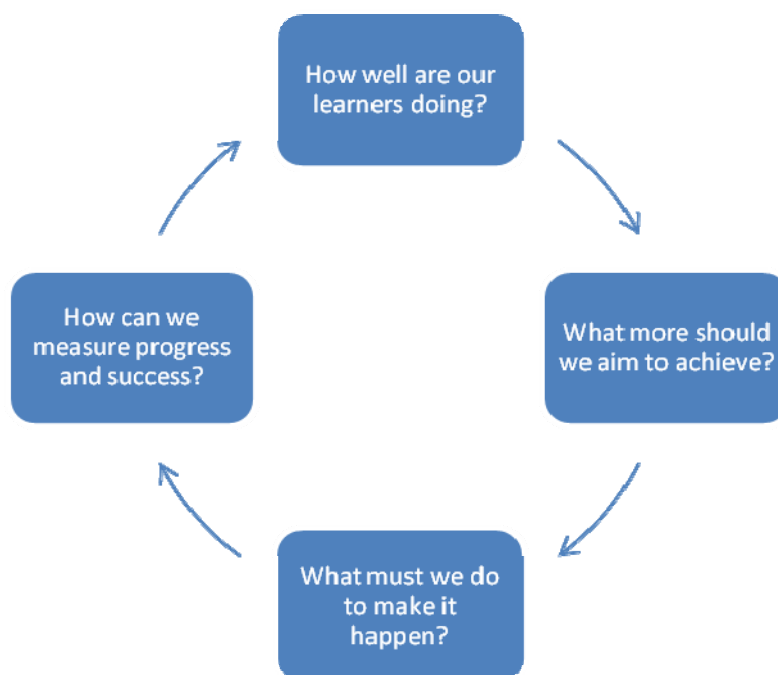 How well are our
learners doing?
What more should
we aim to achieve?
What must we do
to make it
happen?
How can we
measure progress
and success?